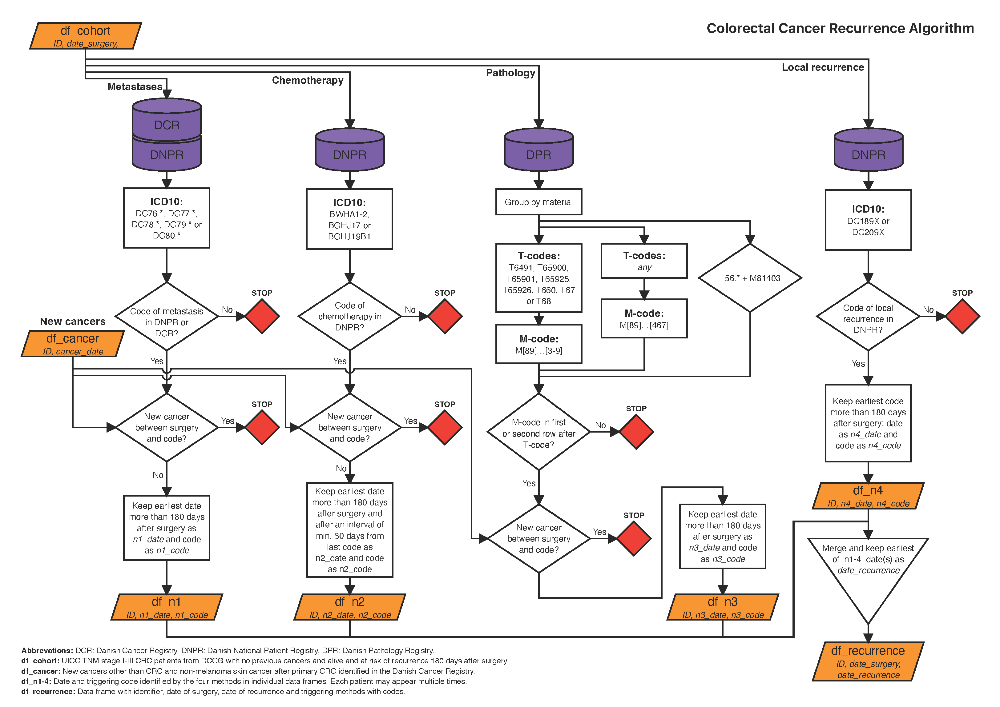 Colorectal Cancer Recurrence Algorithm
df_cohort
ID, date_surgery,
Metastases
Chemotherapy
Pathology
Local recurrence
DCR
DNPR
ICD10:
DC76.*, DC77.*,
DC78.*, DC79.* or
DC80.*
Code of metastasis
in DNPR or
DCR?
No
STOP
Yes
New cancers
df_cancer
ID, cancer_date
New cancer
between surgery
and code?
Yes
STOP
No
Keep earliest date
more than 180 days
after surgery as
n1_date and code
as n1_code
df_n1
ID, n1_date, n1_code
DNPR
ICD10:
BWHA1-2,
BOHJ17 or
BOHJ19B1
Code of
chemotherapy in
DNPR?
No
STOP
Yes
New cancer
between surgery
and code?
Yes
STOP
No
Keep earliest date
more than 180 days
after surgery and
after an interval of
min. 60 days from
last code as
n2_date and code
as n2_code
df_n2
ID, n2_date, n2_code
DPR
Group by material
T-codes:
T6491, T65900,
T65901, T65925,
T65926, T660, T67
or T68
M-code:
M[89]...[3-9]
T-codes:
any
M-code:
M[89]...[467]
T56.* + M81403
M-code in first
or second row after
T-code?
No
STOP
Yes
New cancer
between surgery
and code?
Yes
STOP
Keep earliest date
more than 180 days
after surgery as
n3_date and code
as n3_code
df_n3
ID, n3_date, n3_code
DNPR
ICD10:
DC189X or
DC209X
Code of local
recurrence in
DNPR?
No
STOP
Yes
Keep earliest code
more than 180 days
after surgery; date
as n4_date and
code as n4_code
df_n4
ID, n4_date, n4_code
Merge and keep earliest
of n1-4_date(s) as
date_recurrence
df_recurrence
ID, date_surgery,
date_recurrence
Abbrevations: DCR: Danish Cancer Registry, DNPR: Danish National Patient Registry, DPR: Danish Pathology Registry.
df_cohort: UICC TNM stage I-III CRC patients from DCCG with no previous cancers and alive and at risk of recurrence 180 days after surgery.
df_cancer: New cancers other than CRC and non-melanoma skin cancer after primary CRC identified in the Danish Cancer Registry.
df_n1-4: Date and triggering code identified by the four methods in individual data frames. Each patient may appear multiple times.
df_recurrence: Data frame with identifier, date of surgery, date of recurrence and triggering methods with codes.